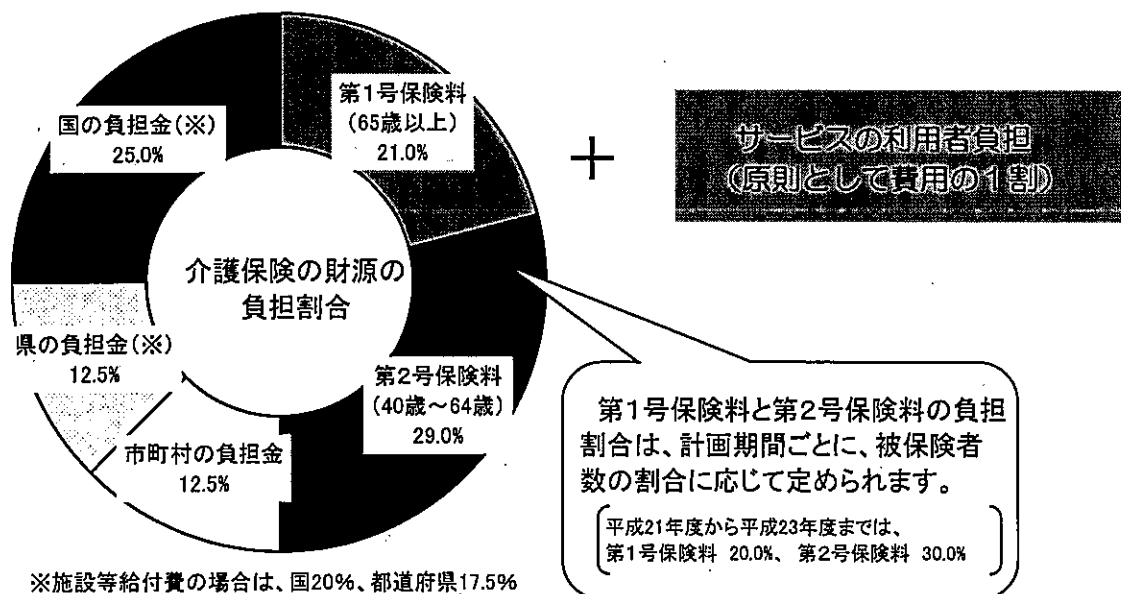 国の負担金(※)
25.0%
第1号保険料
(65歳以上)
21.0%
+
サービスの利用者負担
(原則として費用の1割)
介護保険の財源の
負担割合
県の負担金(※)
12.5%
市町村の負担金
12.5%
第2号保険料
(40歳~64歳)
29.0%
第1号保険料と第2号保険料の負担
割合は、計画期間ごとに、被保険者
数の割合に応じて定められます。
平成21年度から平成23年度までは、
第1号保険料 20.0%、 第2号保険料 30.0%
※施設等給付費の場合は、国20%、都道府県17.5%